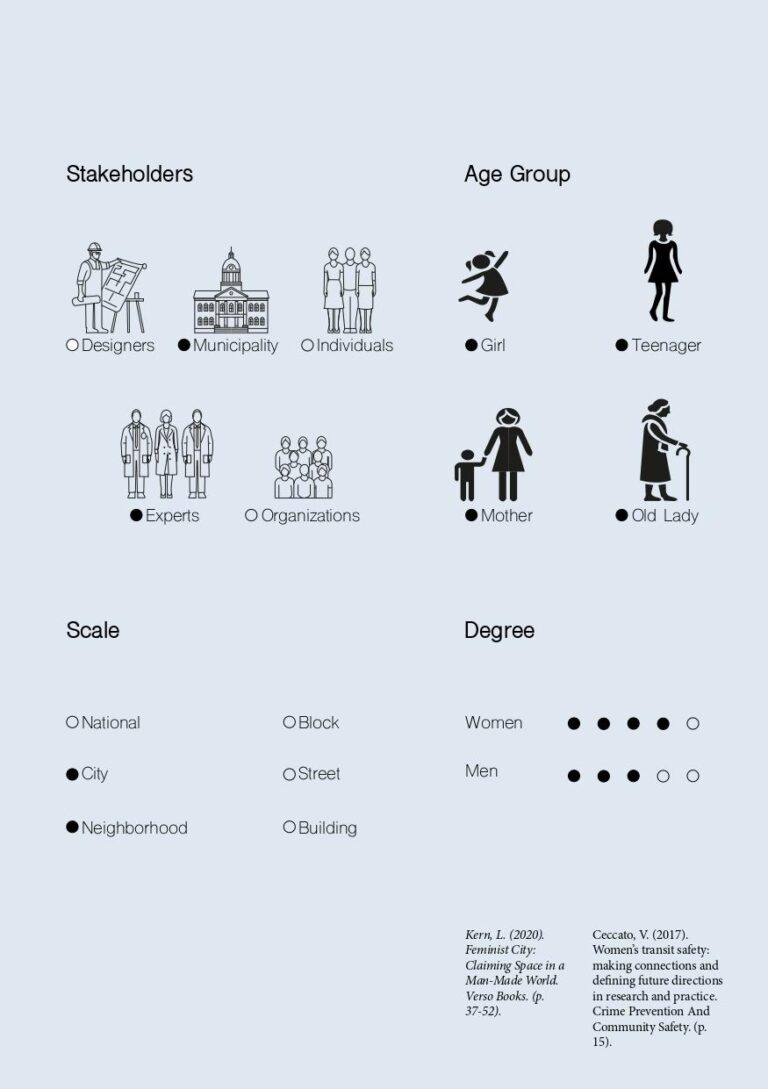 Stakeholders
Designers
Municipality
Individuals
Experts
Organizations
Age Group
Girl
Teenager
Mother
Old Lady
Scale
National
Block
City
Street
Neighborhood
Building
Degree
Women
Men
Kern, L. (2020).
Feminist City:
Claiming Space in a
Man-Made World.
Verso Books. (p.
37-52).
Ceccato, V. (2017).
Women's transit safety:
making connections and
defining future directions
in research and practice.
Crime Prevention And
Community Safety. (p.
15).